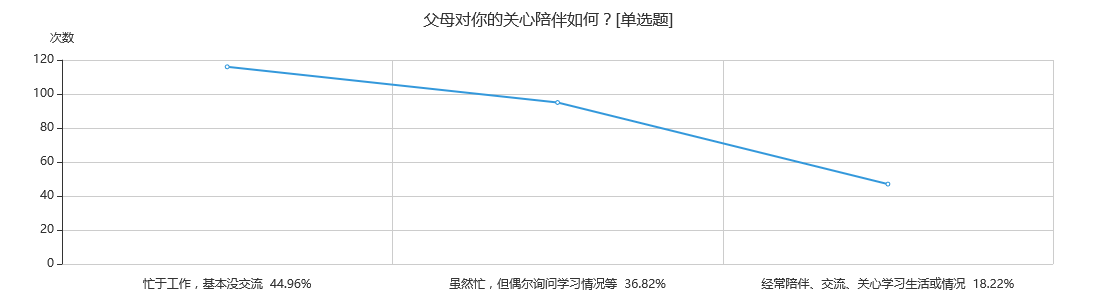 父母对你的关心陪伴如何？[单选题]
次数
120
100
80
60
40
20
0
忙于工作，基本没交流 44.96%
虽然忙，但偶尔询问学习情况等 36.82%
经常陪伴、交流、关心学习生活或情况 18.22%